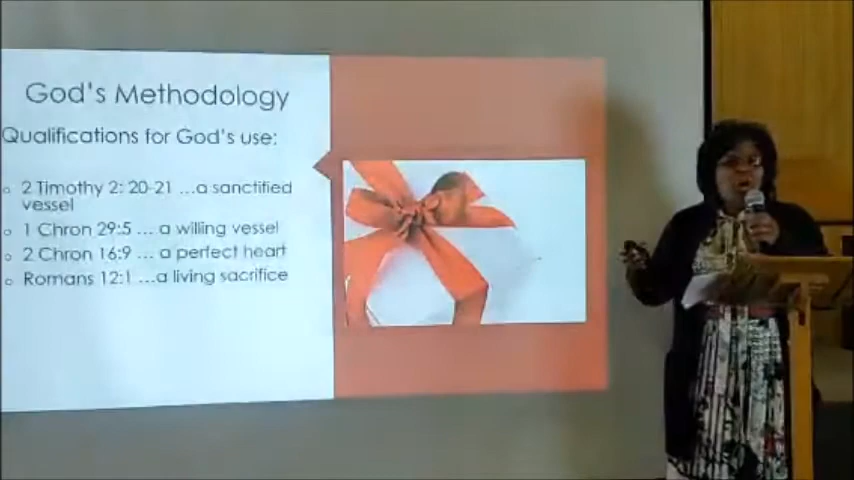 God's Methodology
Qualifications for God's use:
2 Timothy 2: 20-21 ...a sanctified
vessel
1 Chron 29:5 ... a willing vessel
2 Chron 16:9 ... a perfect heart
Romans 12:1 ...a living sacrifice